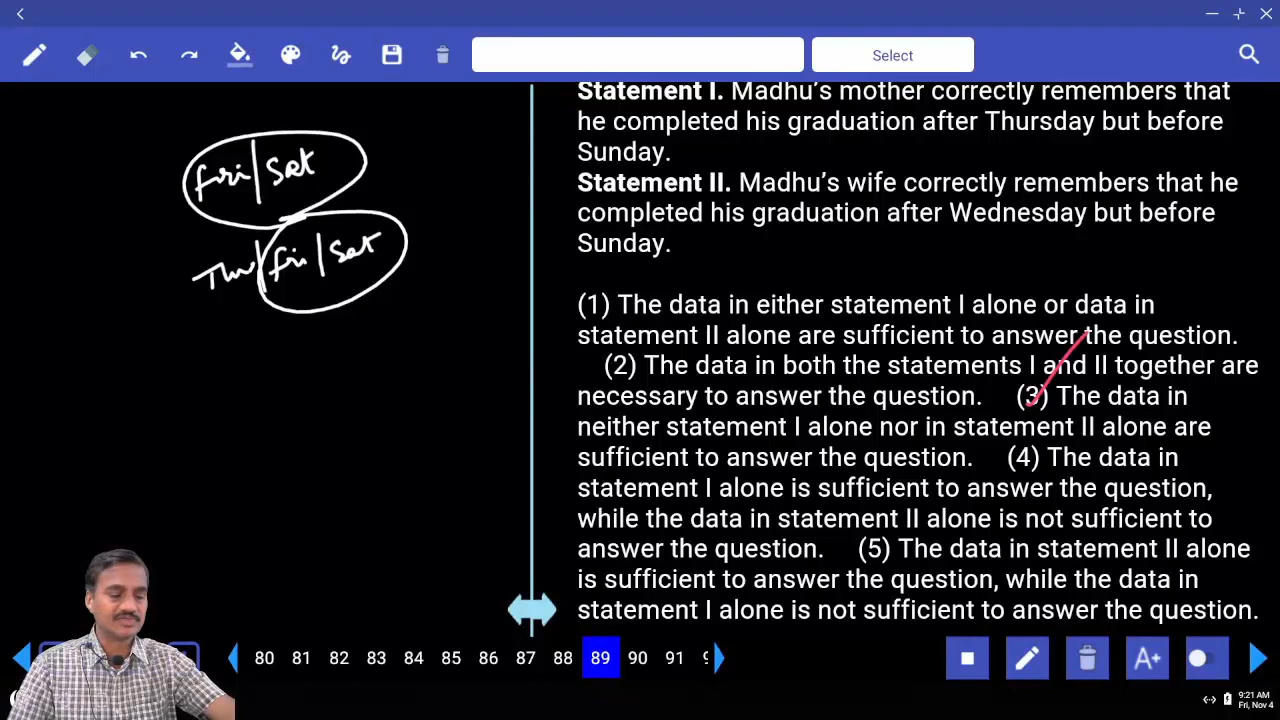 Select
Statement I. Madhu's mother correctly remembers that
he completed his graduation after Thursday but before
Sunday.
Statement II. Madhu's wife correctly remembers that he
completed his graduation after Wednesday but before
Sunday.
Fri|Sat
Thu|Fri|Sat
(1) The data in either statement I alone or data in
statement II alone are sufficient to answer the question.
(2) The data in both the statements I and II together are
necessary to answer the question. (3) The data in
neither statement I alone nor in statement II alone are
sufficient to answer the question. (4) The data in
statement I alone is sufficient to answer the question,
while the data in statement II alone is not sufficient to
answer the question. (5) The data in statement II alone
is sufficient to answer the question, while the data in
statement I alone is not sufficient to answer the question.
80 81 82 83 84 85 86 87 88 89 90 91
A+
9:21 AM
Fri, Nov 4